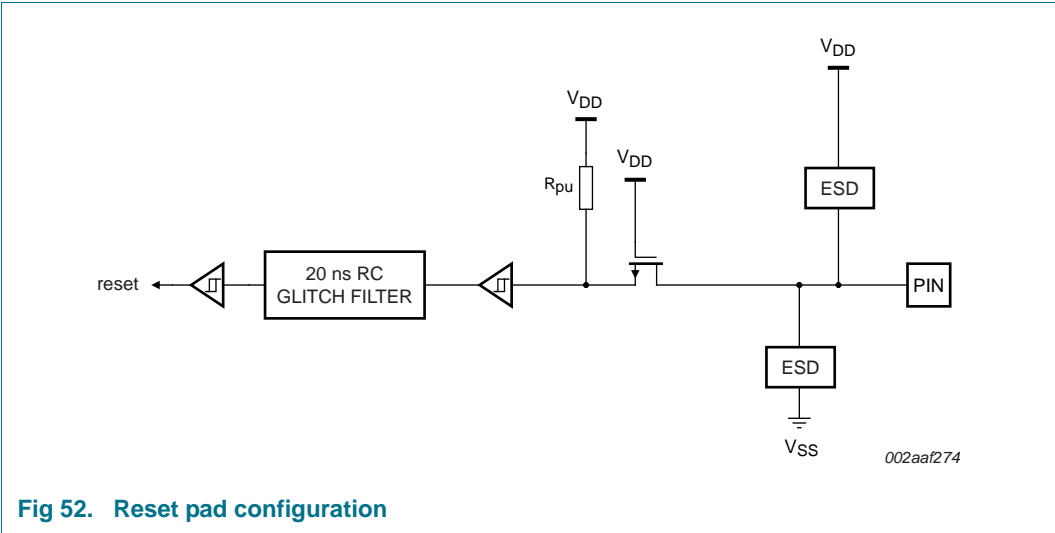 VDD
VDD
VDD
Rpu
ESD
reset
20 ns RC
GLITCH FILTER
PIN
ESD
VSS
002aaf274
Fig 52. Reset pad configuration